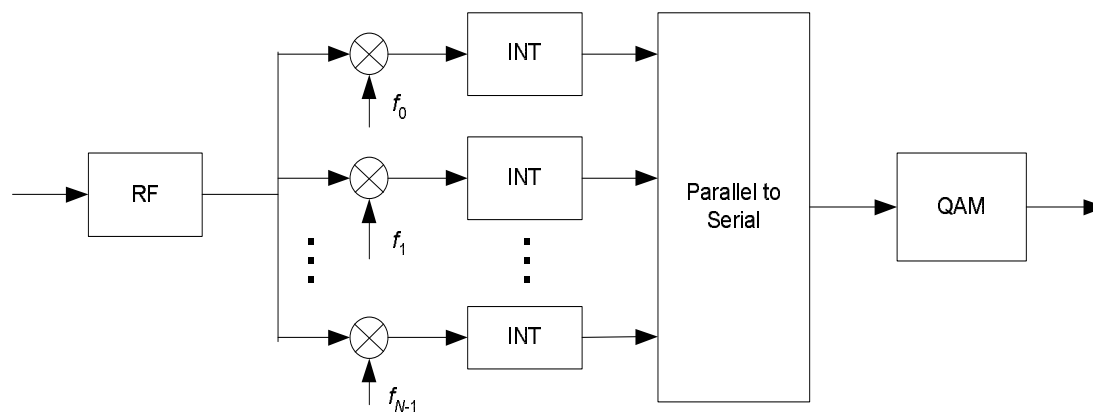 INT
f0
RF
INT
f1
Parallel to
Serial
QAM
INT
fN-1